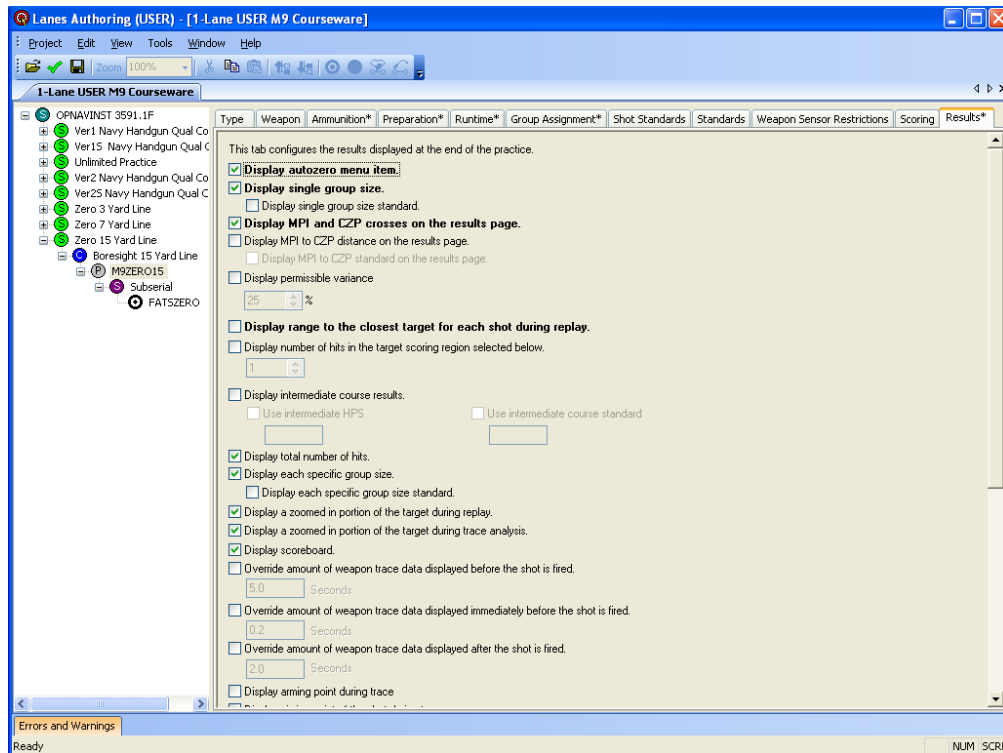 Lanes Authoring (USER) - [1-Lane USER M9 Courseware]
Project Edit View Tools Window Help
Zoom 100%
1-Lane USER M9 Courseware
OPNAVINST 3591.1F
Ver1 Navy Handgun Qual Co
Ver1S Navy Handgun Qual C
Unlimited Practice
Ver2 Navy Handgun Qual Co
Ver2S Navy Handgun Qual C
Zero 3 Yard Line
Zero 7 Yard Line
Zero 15 Yard Line
Boresight 15 Yard Line
M9ZERO15
Subserial
FATSZERO
Type Weapon Ammunition* Preparation* Runtime* Group Assignment* Shot Standards Standards Weapon Sensor Restrictions Scoring Results*
This tab configures the results displayed at the end of the practice.
Display autozero menu item.
Display single group size.
Display single group size standard.
Display MPI and CZP crosses on the results page.
Display MPI to CZP distance on the results page.
Display MPI to CZP standard on the results page.
Display permissible variance
25 %
Display range to the closest target for each shot during replay.
Display number of hits in the target scoring region selected below.
1
Display intermediate course results.
Use intermediate HPS Use intermediate course standard
Display total number of hits.
Display each specific group size.
Display each specific group size standard.
Display a zoomed in portion of the target during replay.
Display a zoomed in portion of the target during trace analysis.
Display scoreboard.
Override amount of weapon trace data displayed before the shot is fired.
5.0 Seconds
Override amount of weapon trace data displayed immediately before the shot is fired.
0.2 Seconds
Override amount of weapon trace data displayed after the shot is fired.
2.0 Seconds
Display arming point during trace
Errors and Warnings
Ready NUM SCRL